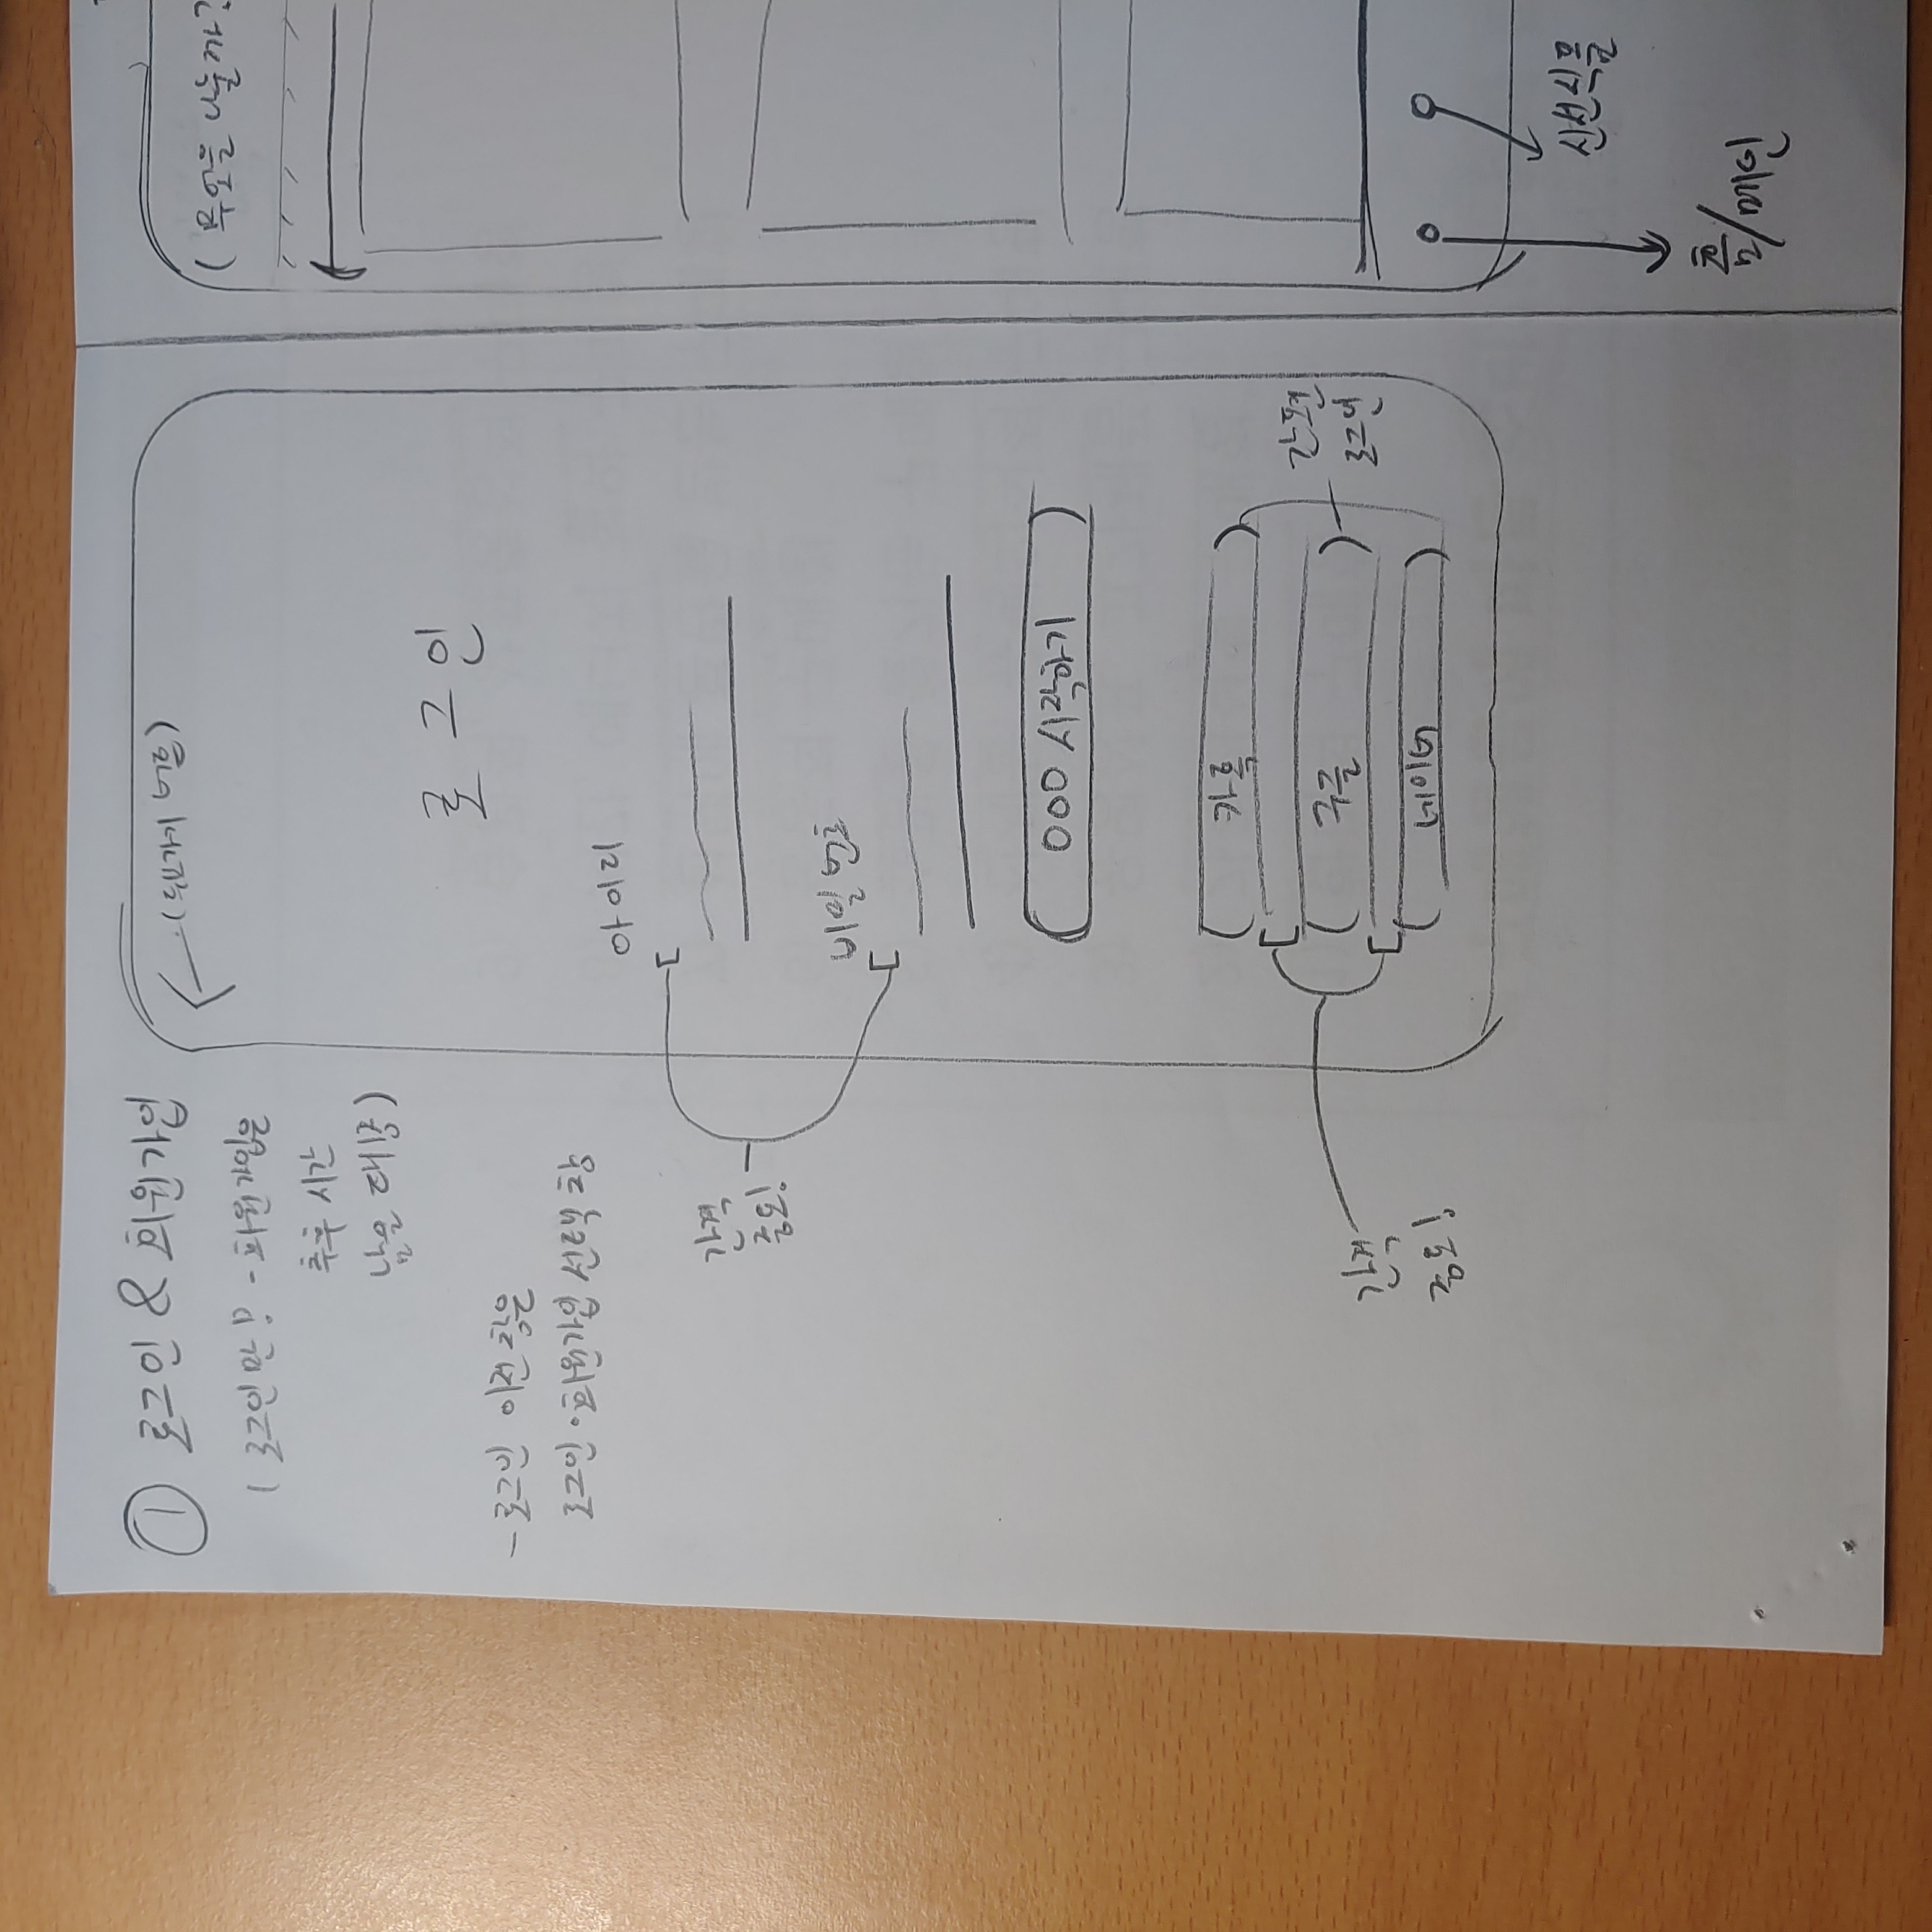 ① 로그인 & 회원가입
( 로그인만!? - 회원가입은
추후 시간
남을 때!)
- 로그인 이전 창은
로그인·회원가입 선택 창
(뒤로가기 버튼)
로그인
아이디
간격
중요!
비밀번호
OOO 시작하기
카톡
구글
네이버
간편
로그인
간격
중요!
( 무엇을 나눌까?
신선식물
홈/메인